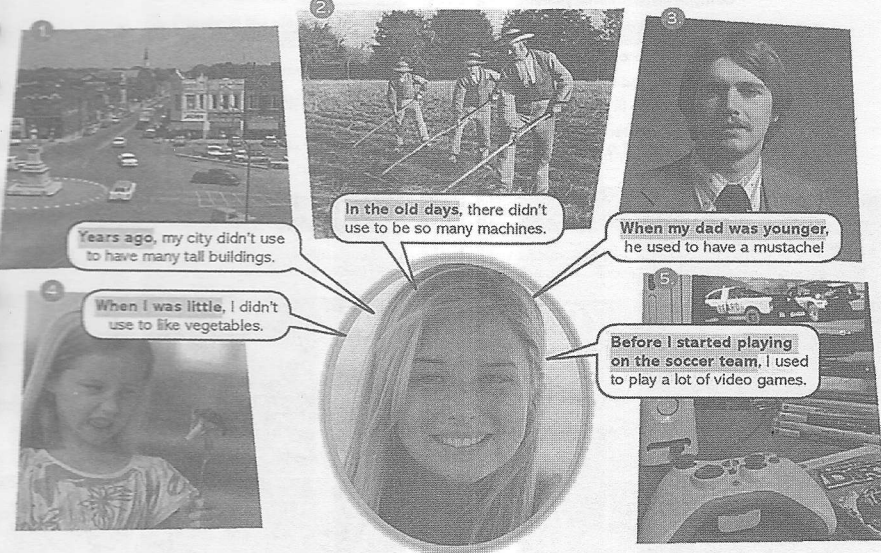 1.
2.
3.
Years ago, my city didn't use
to have many tall buildings.
In the old days, there didn't
use to be so many machines.
When my dad was younger,
he used to have a mustache!
4
When I was little, I didn't
use to like vegetables.
5.
Before I started playing
on the soccer team, I used
to play a lot of video games.